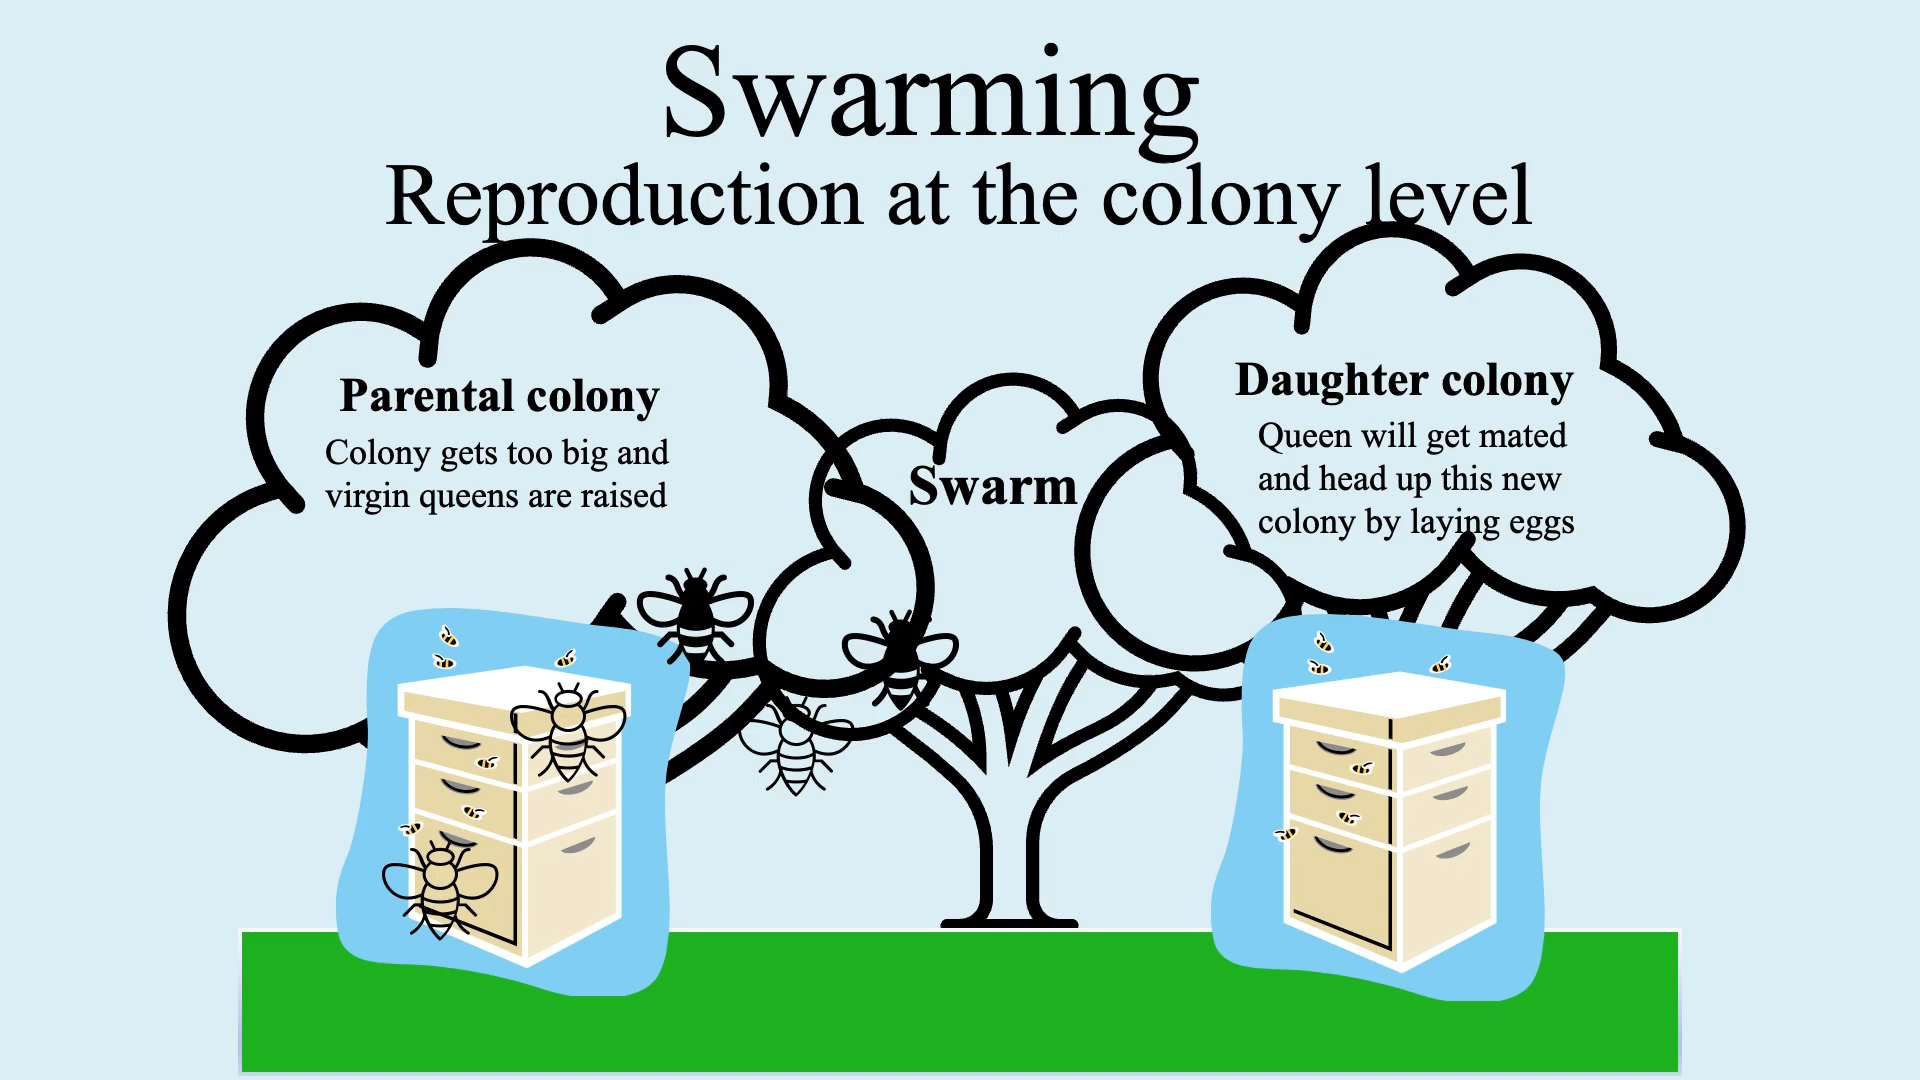 Swarming
Reproduction at the colony level
Parental colony
Colony gets too big and
virgin queens are raised
Swarm
Daughter colony
Queen will get mated
and head up this new
colony by laying eggs